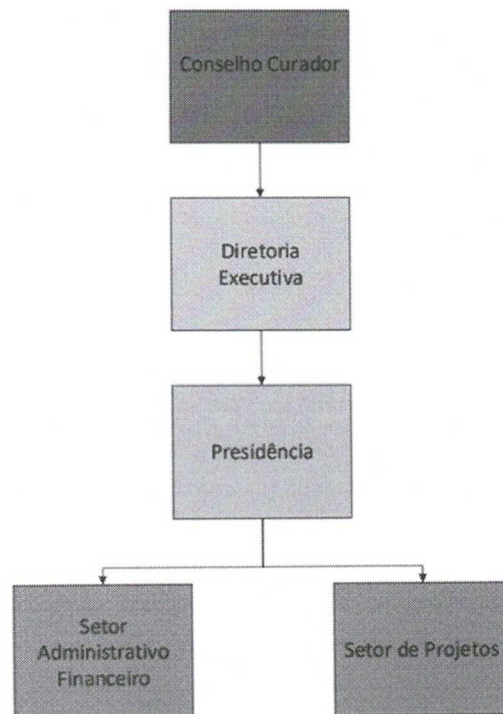 Conselho Curador
Diretoria
Executiva
Presidência
Setor
Administrativo
Financeiro
Setor de Projetos